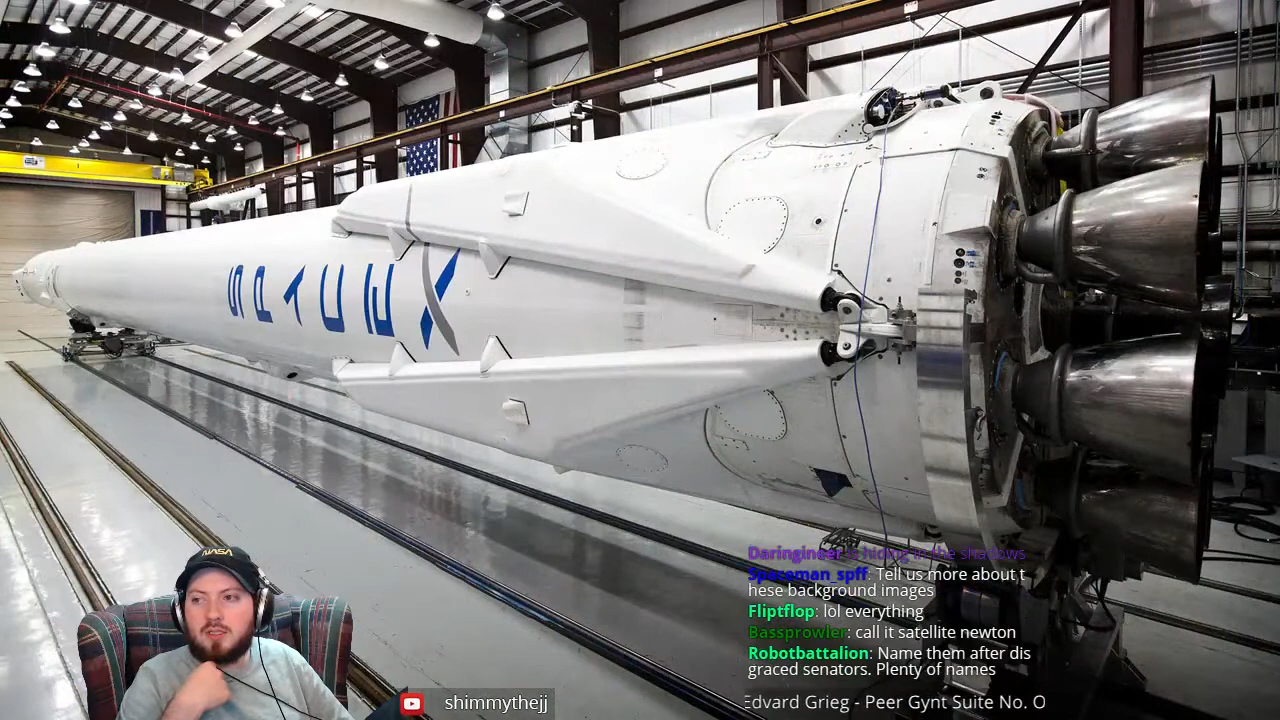 SPACEX
NASA
Daringineer is hiding in the shadows
Spaceman_spff: Tell us more about t
hese background images
Fliptflop: lol everything
Bassprowler: call it satellite newton
Robotbattalion: Name them after dis
graced senators. Plenty of names
shimmythejj
Edvard Grieg - Peer Gynt Suite No. O